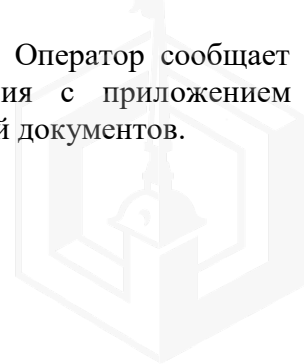 Оператор сообщает
ия с приложением
й документов.